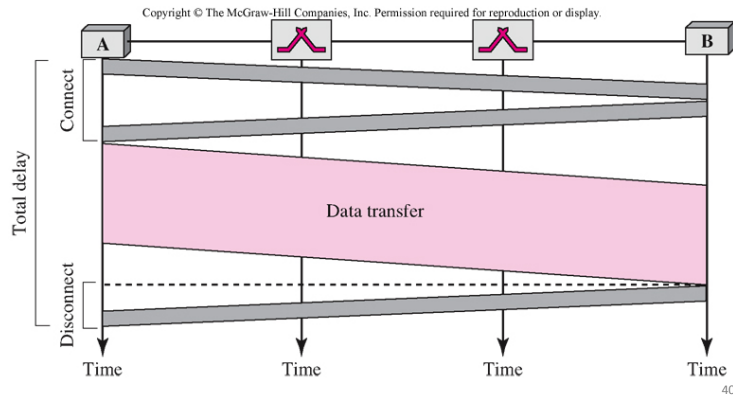 Copyright © The McGraw-Hill Companies, Inc. Permission required for reproduction or display.
A
B
Connect
Total delay
Data transfer
Disconnect
Time
Time
Time
Time
40